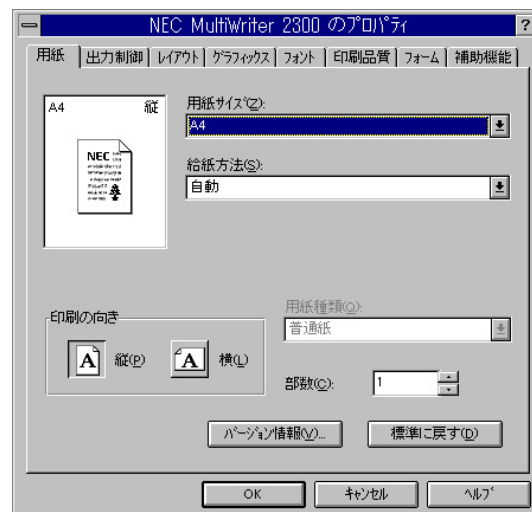 NEC MultiWriter 2300 のﾌﾟﾛﾊﾟﾃｨ ?
用紙 出力制御 ﾚｲｱｳﾄ ｸﾞﾗﾌｨｯｸｽ ﾌｫﾝﾄ 印刷品質 ﾌｫｰﾑ 補助機能
A4 縦
NEC
用紙ｻｲｽﾞ(Z):
A4
給紙方法(S):
自動
印刷の向き
A 縦(P) A 横(L)
用紙種類(Q):
普通紙
部数(C): 1
ﾊﾞｰｼﾞｮﾝ情報(V)... 標準に戻す(D)
OK ｷｬﾝｾﾙ ﾍﾙﾌﾟ